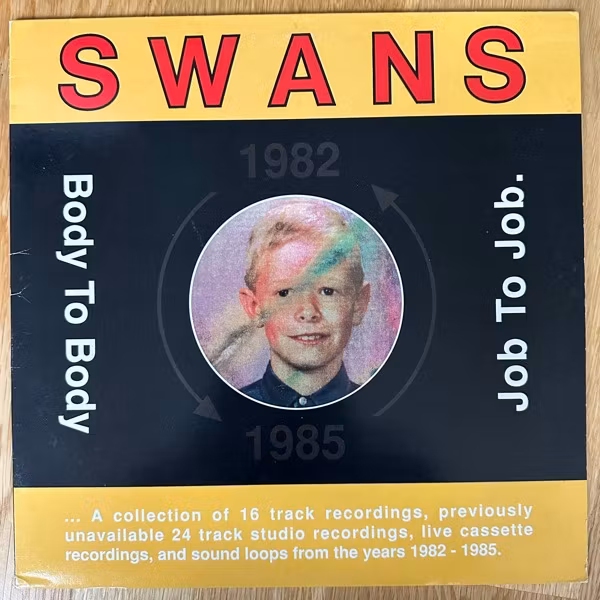 SWANS
1982
Body To Body
Job To Job.
1985
... A collection of 16 track recordings, previously
unavailable 24 track studio recordings, live cassette
recordings, and sound loops from the years 1982 - 1985.